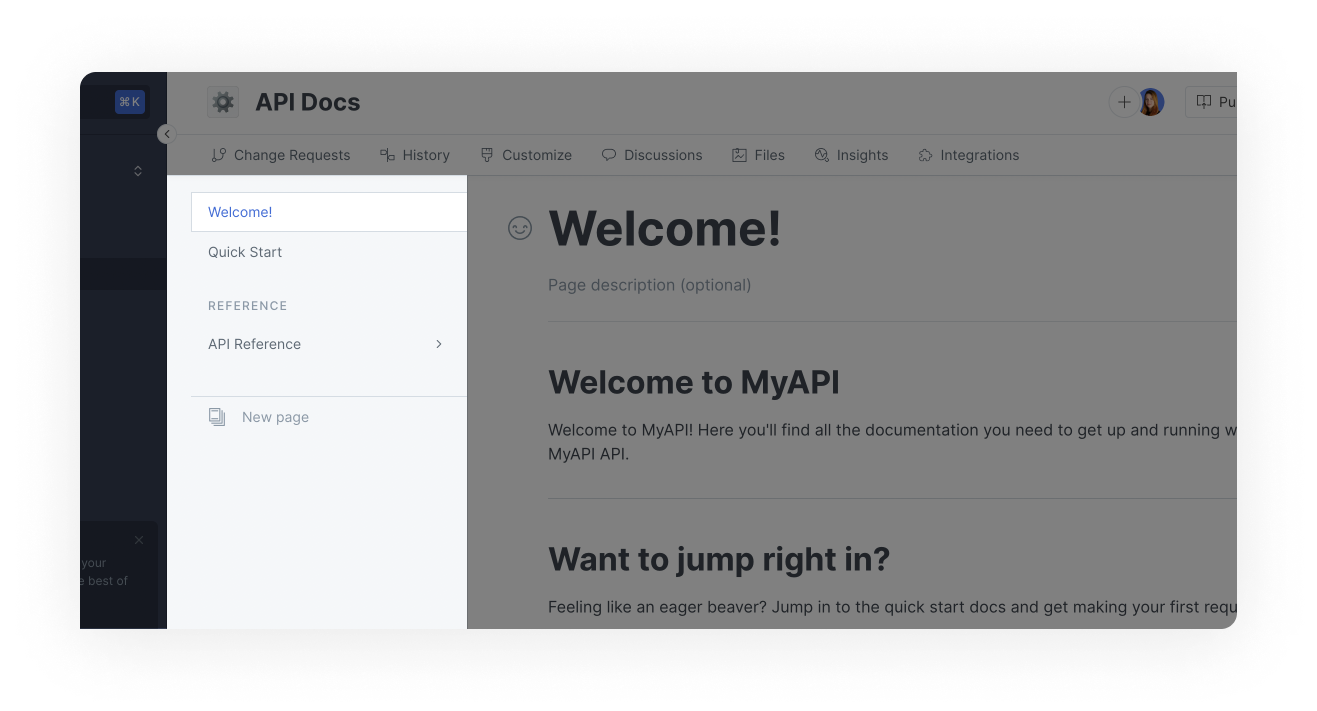 ⌘K
API Docs
Pu
Change Requests History Customize Discussions Files Insights Integrations
Welcome!
Quick Start
REFERENCE
API Reference
New page
your
e best of
Welcome!
Page description (optional)
Welcome to MyAPI
Welcome to MyAPI! Here you'll find all the documentation you need to get up and running w
MyAPI API.
Want to jump right in?
Feeling like an eager beaver? Jump in to the quick start docs and get making your first requ